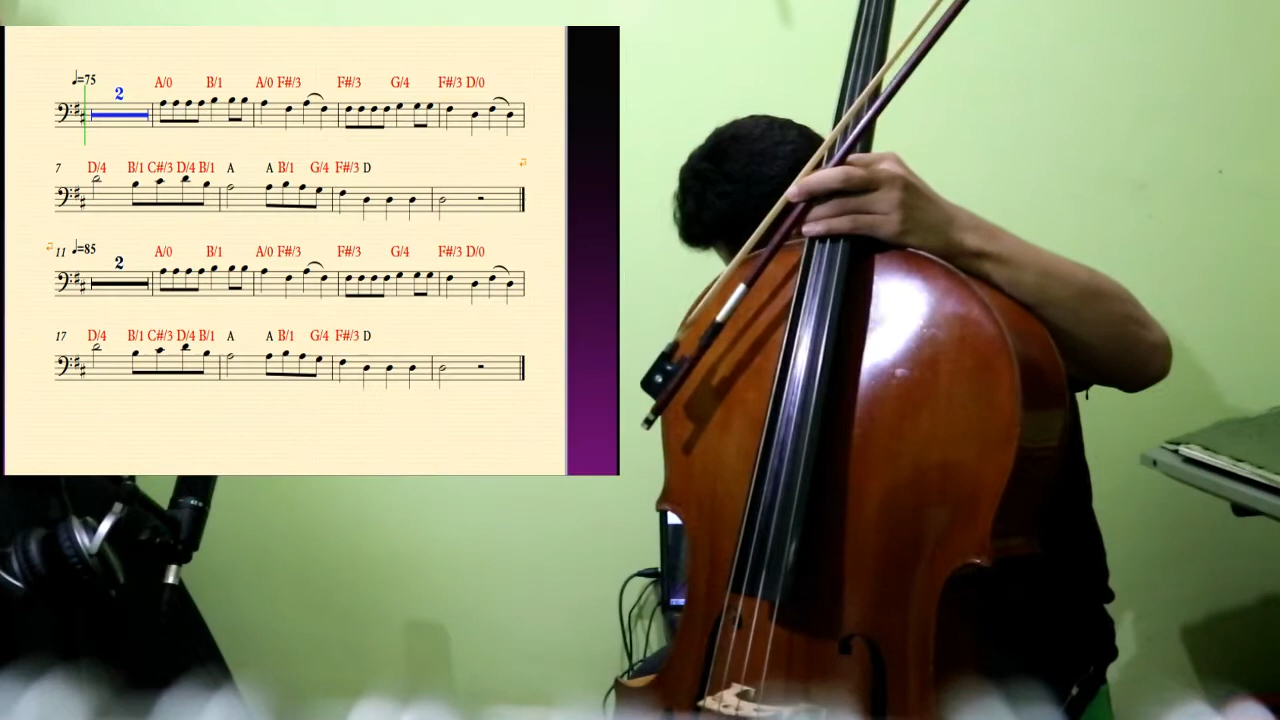 ♩=75
2
A/0 B/1 A/0 F#/3 F#/3 G/4 F#/3 D/0
7 D/4 B/1 C#/3 D/4 B/1 A A B/1 G/4 F#/3 D
11 ♩=85
2
A/0 B/1 A/0 F#/3 F#/3 G/4 F#/3 D/0
17 D/4 B/1 C#/3 D/4 B/1 A A B/1 G/4 F#/3 D